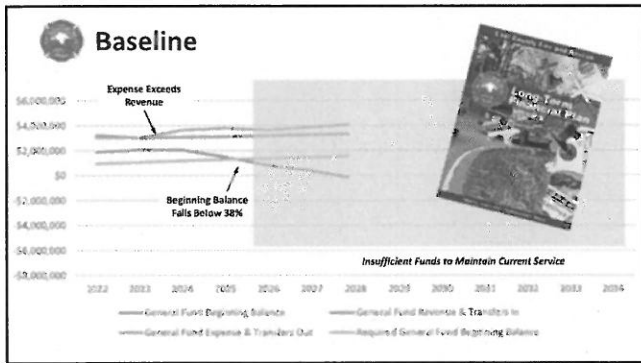 Baseline
Expense Exceeds
Revenue
Long-Term
Financial Plan
$6,000,000
$4,000,000
$2,000,000
$0
-$2,000,000
-$4,000,000
-$6,000,000
-$8,000,000
Beginning Balance
Falls Below 38%
Insufficient Funds to Maintain Current Service
2022 2023 2024 2025 2026 2027 2028 2029 2030 2031 2032 2033 2034
General Fund Beginning Balance
General Fund Revenue & Transfers In
General Fund Expense & Transfers Out
Required General Fund Beginning Balance